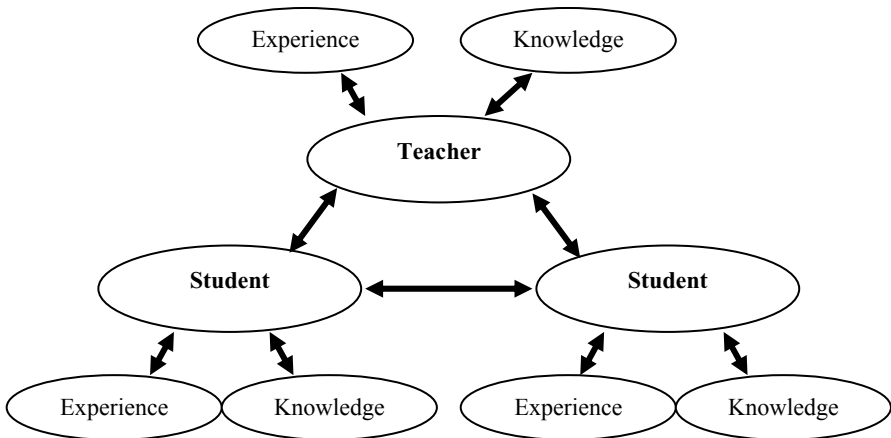 Experience
Knowledge
Teacher
Student
Student
Experience
Knowledge
Experience
Knowledge